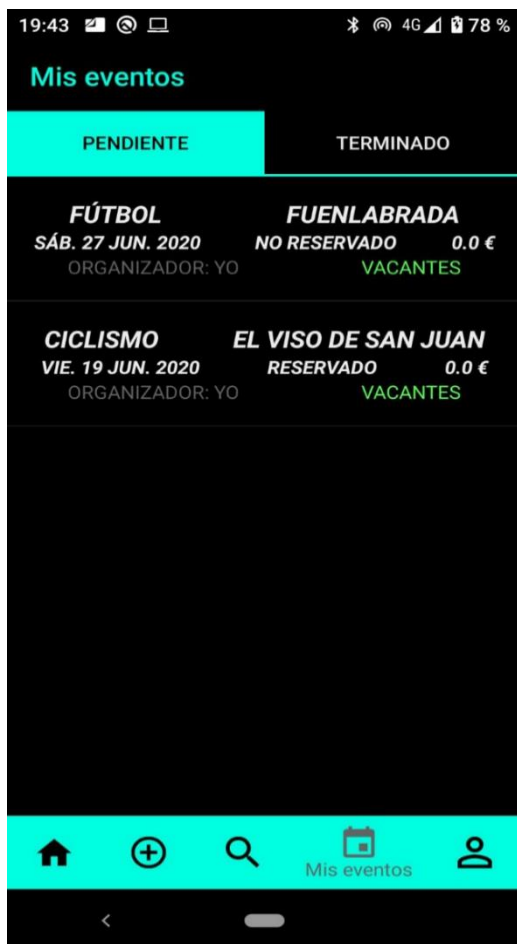 19:43 4G 78 %
Mis eventos
PENDIENTE TERMINADO
FÚTBOL FUENLABRADA
SÁB. 27 JUN. 2020 NO RESERVADO 0.0 €
ORGANIZADOR: YO VACANTES
CICLISMO EL VISO DE SAN JUAN
VIE. 19 JUN. 2020 RESERVADO 0.0 €
ORGANIZADOR: YO VACANTES
Mis eventos